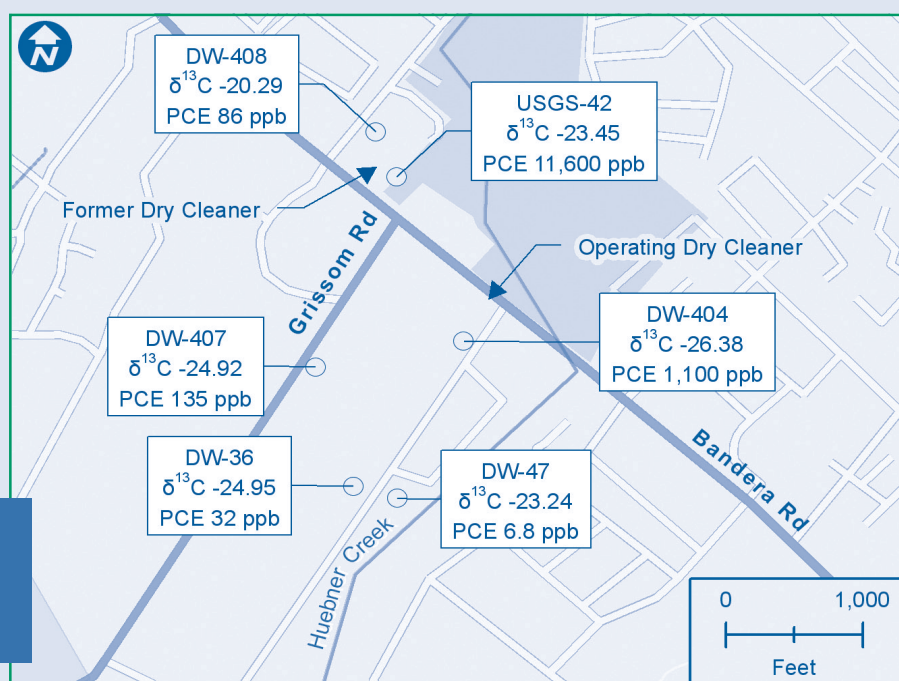 N
DW-408
δ¹³C -20.29
PCE 86 ppb
USGS-42
δ¹³C -23.45
PCE 11,600 ppb
Former Dry Cleaner
Grissom Rd
Operating Dry Cleaner
DW-407
δ¹³C -24.92
PCE 135 ppb
DW-404
δ¹³C -26.38
PCE 1,100 ppb
DW-36
δ¹³C -24.95
PCE 32 ppb
DW-47
δ¹³C -23.24
PCE 6.8 ppb
Bandera Rd
Huebner Creek
0 1,000
Feet